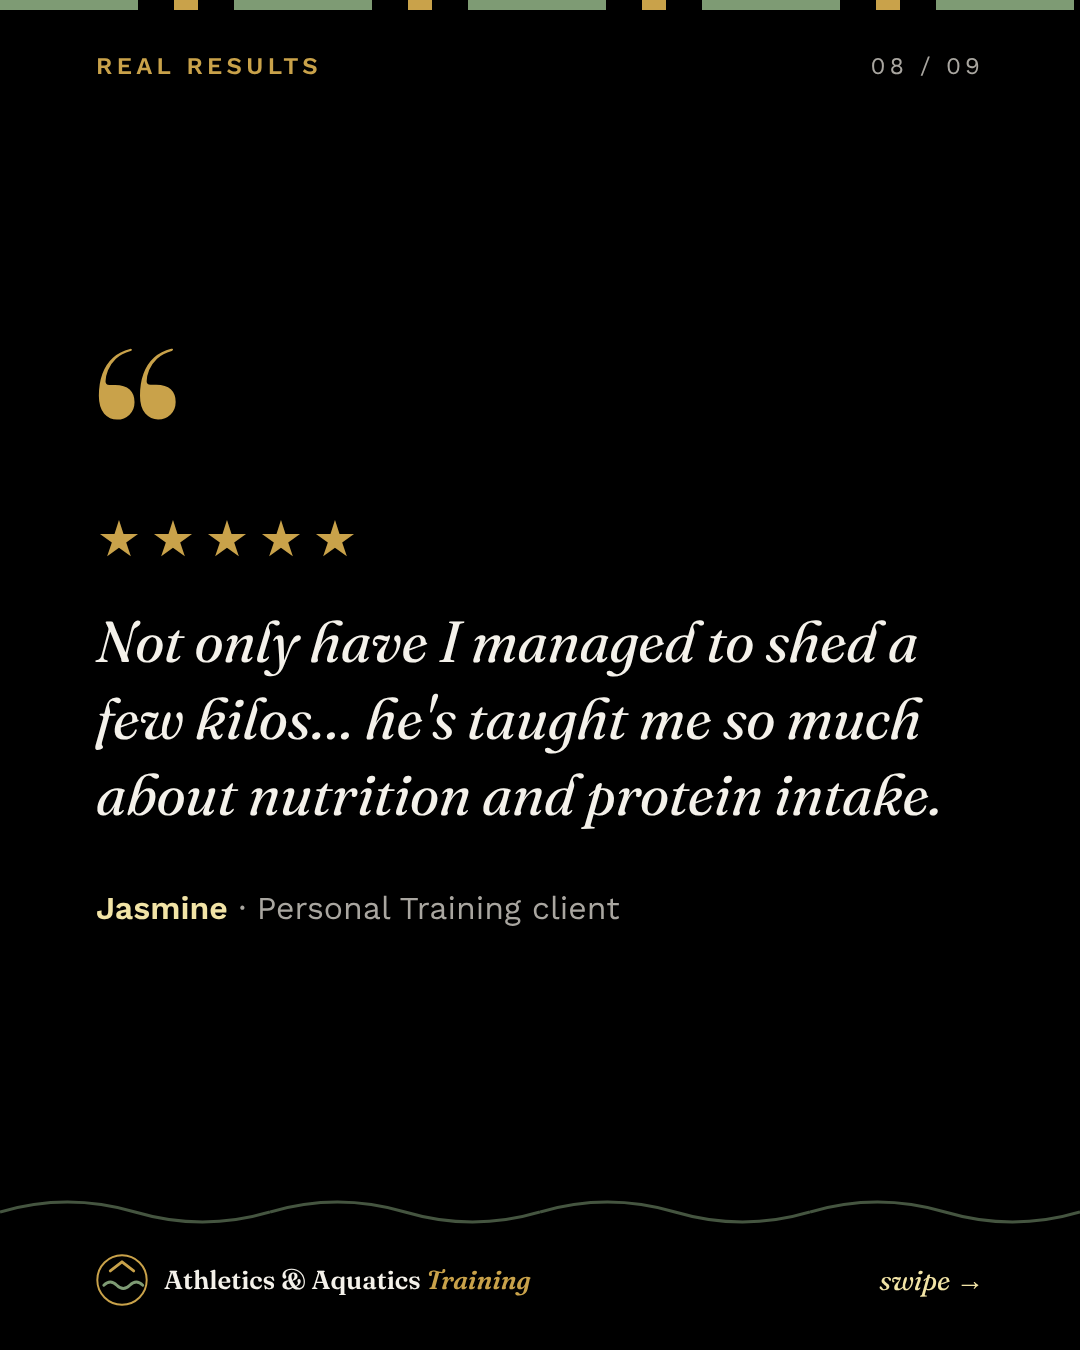 REAL RESULTS
08 / 09
“
★★★★★
Not only have I managed to shed a
few kilos... he's taught me so much
about nutrition and protein intake.
Jasmine · Personal Training client
Athletics & Aquatics Training
swipe →